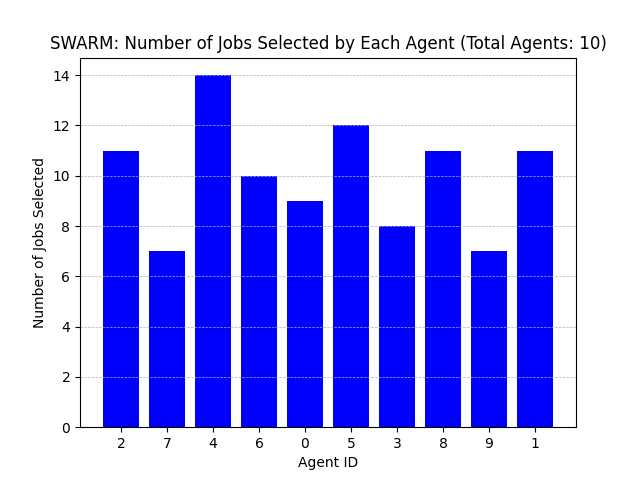 SWARM: Number of Jobs Selected by Each Agent (Total Agents: 10)
14
12
10
8
6
4
2
0
Number of Jobs Selected
2 7 4 6 0 5 3 8 9 1
Agent ID